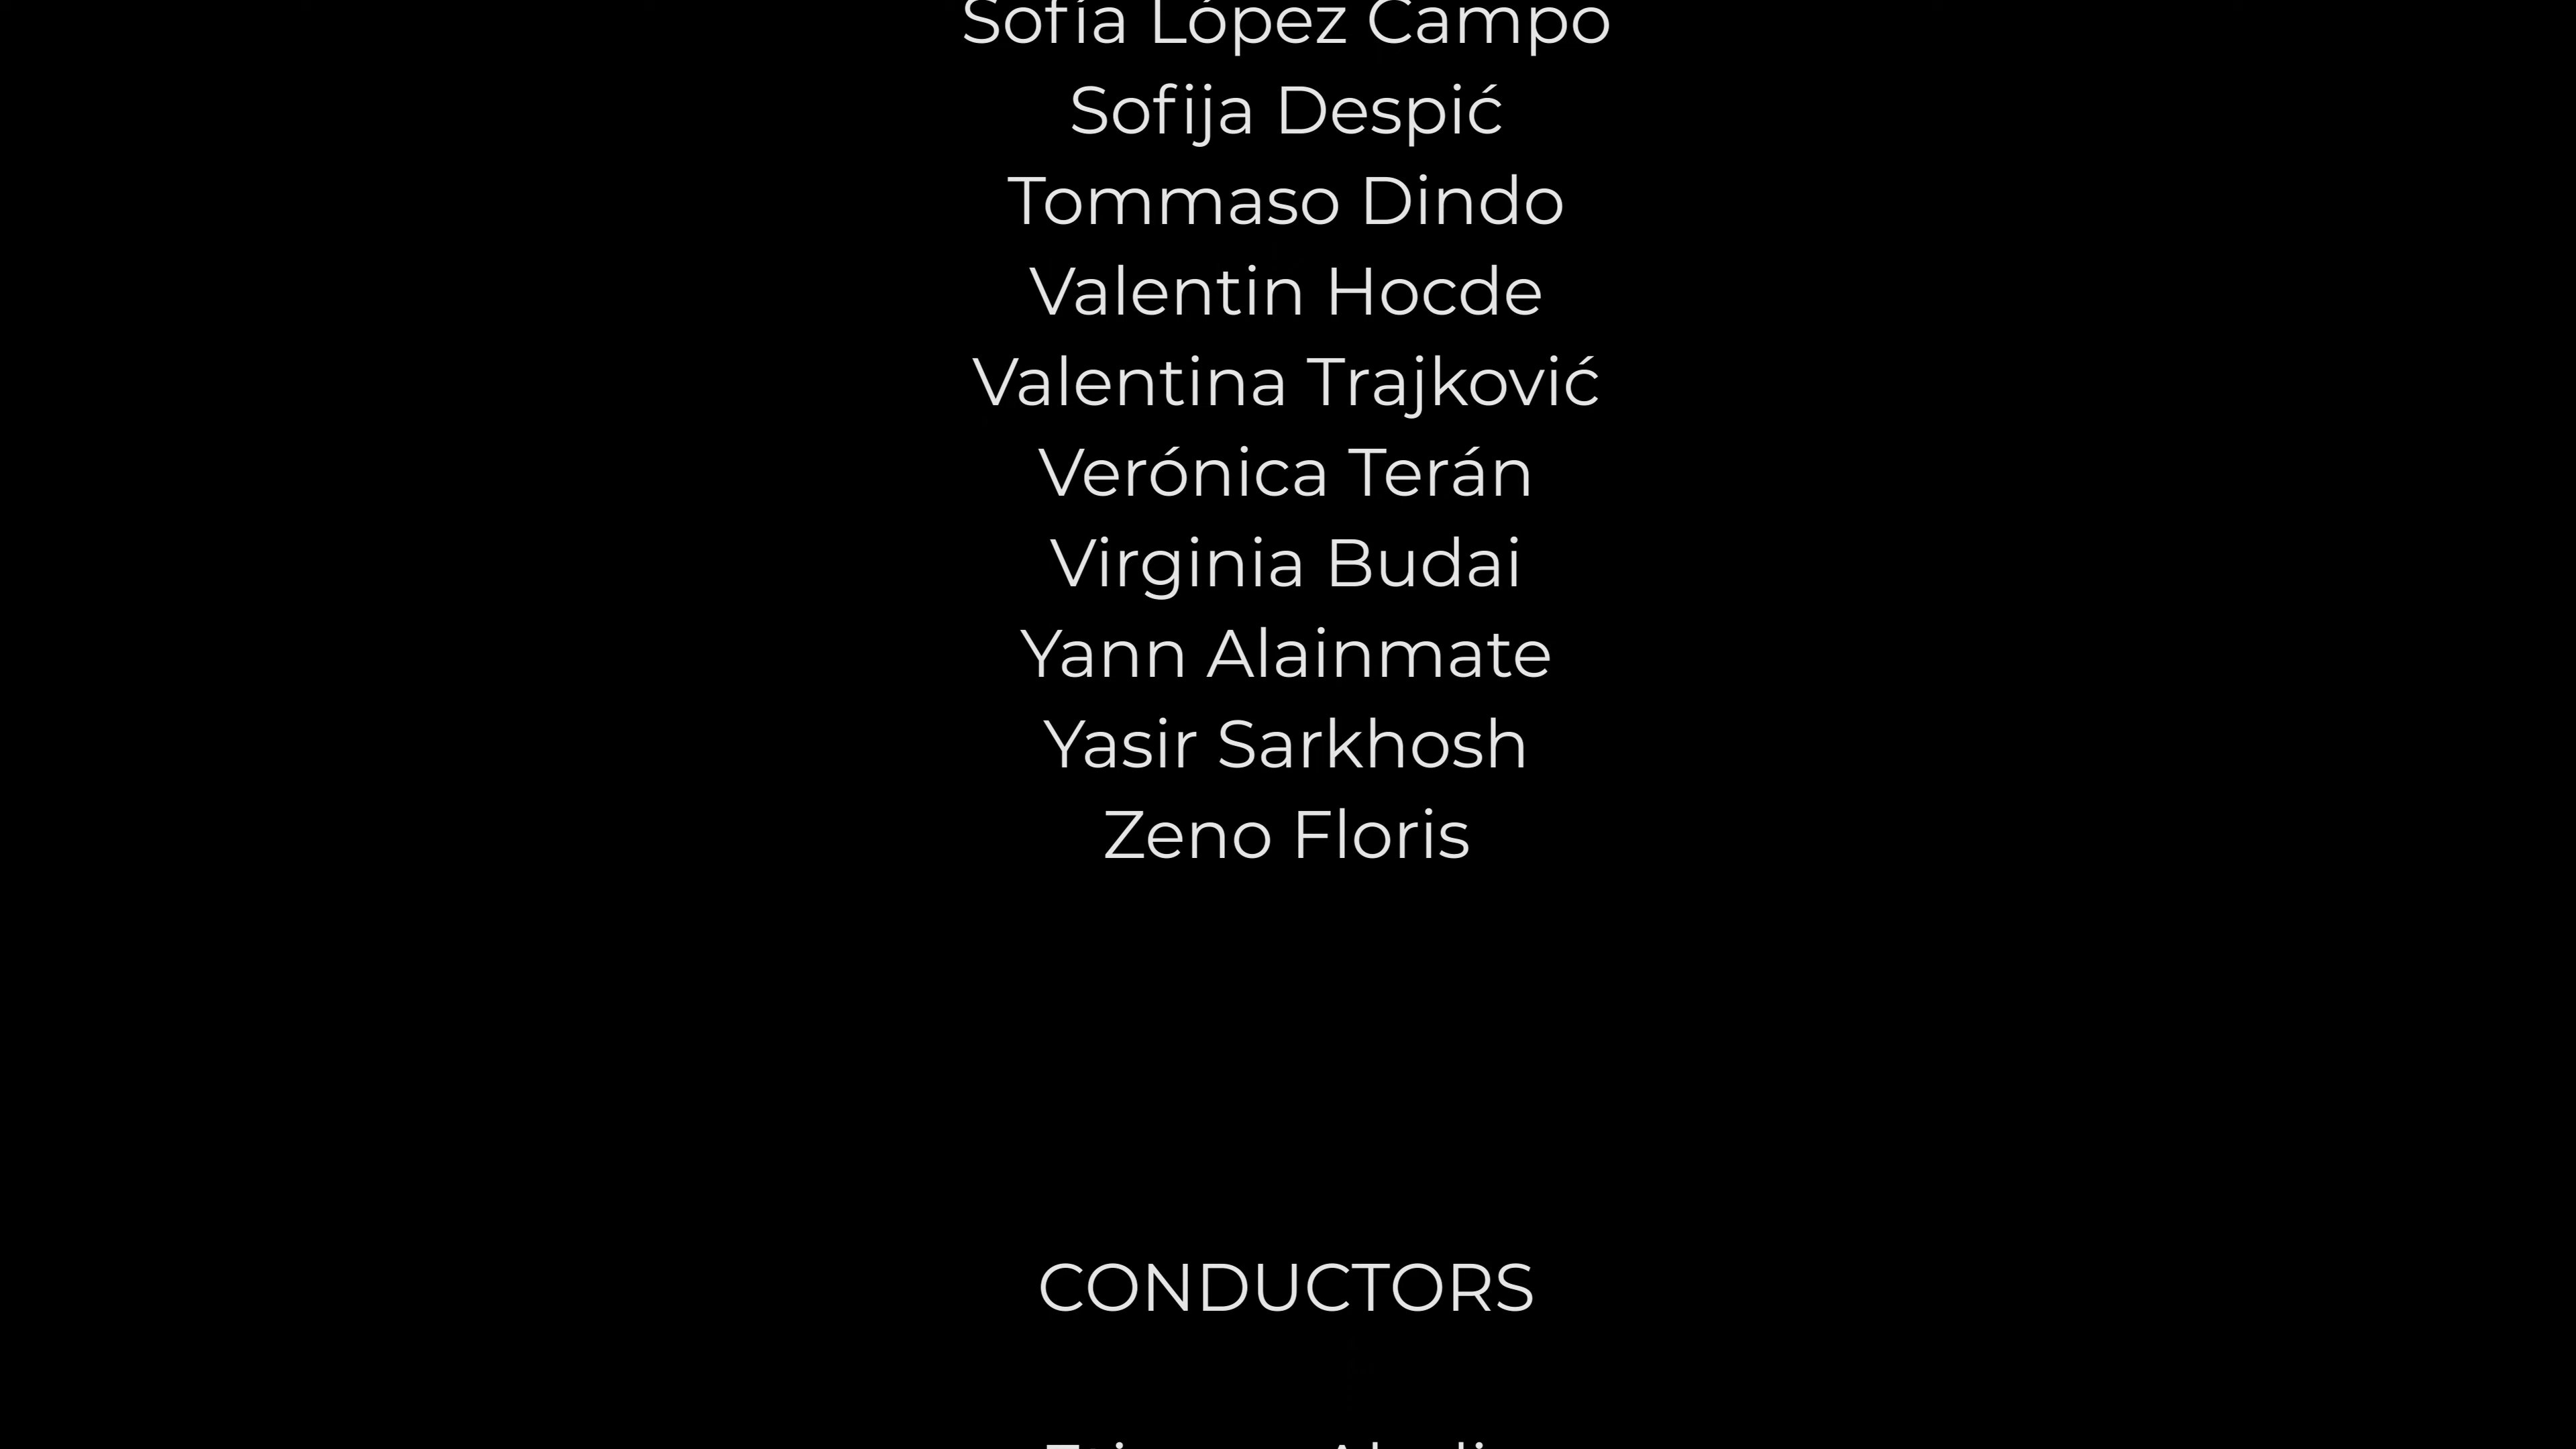 Sofía López Campo
Sofija Despić
Tommaso Dindo
Valentin Hocde
Valentina Trajković
Verónica Terán
Virginia Budai
Yann Alainmate
Yasir Sarkhosh
Zeno Floris
CONDUCTORS